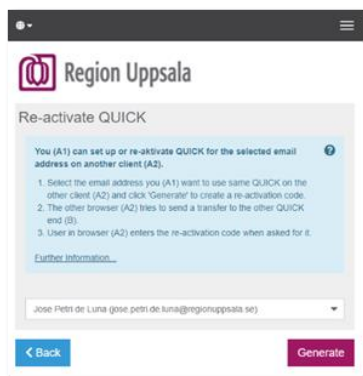 Region Uppsala
Re-activate QUICK
You (A1) can set up or re-aktivate QUICK for the selected email
address on another client (A2).
1. Select the email address you (A1) want to use same QUICK on the
other client (A2) and click 'Generate' to create a re-activation code.
2. The other browser (A2) tries to send a transfer to the other QUICK
end (B).
3. User in browser (A2) enters the re-activation code when asked for it.
Further Information...
Jose Petri de Luna (jose.petri.de.luna@regionuppsala.se)
Back
Generate